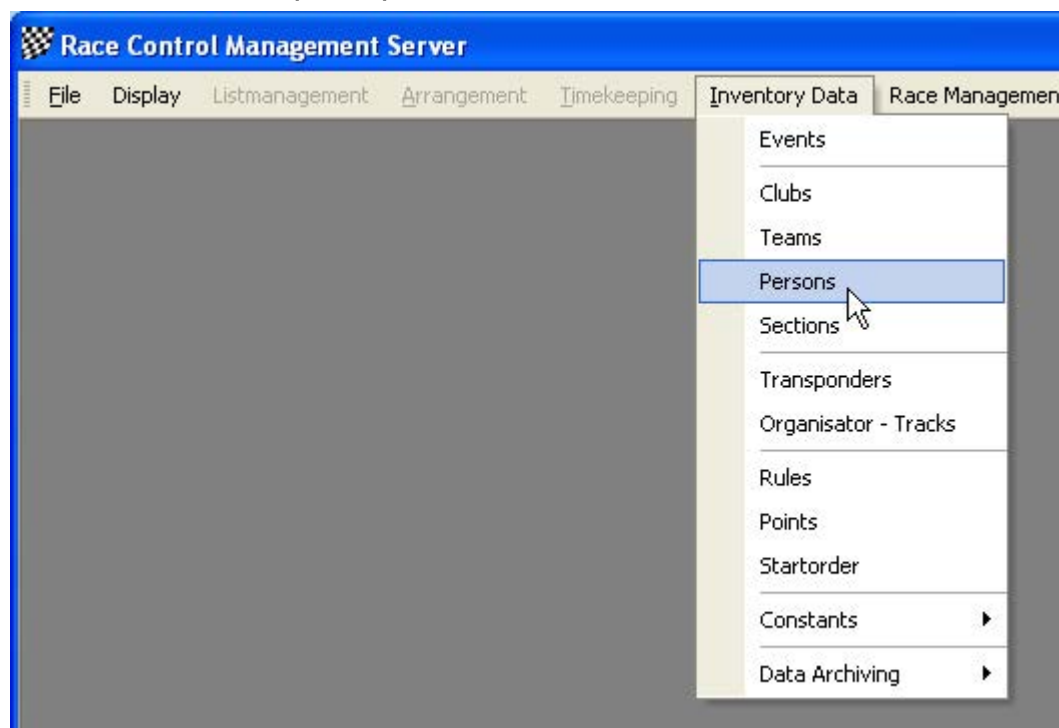 Race Control Management Server
File Display Listmanagement Arrangement Timekeeping Inventory Data Race Managemen
Events
Clubs
Teams
Persons
Sections
Transponders
Organisator - Tracks
Rules
Points
Startorder
Constants
Data Archiving